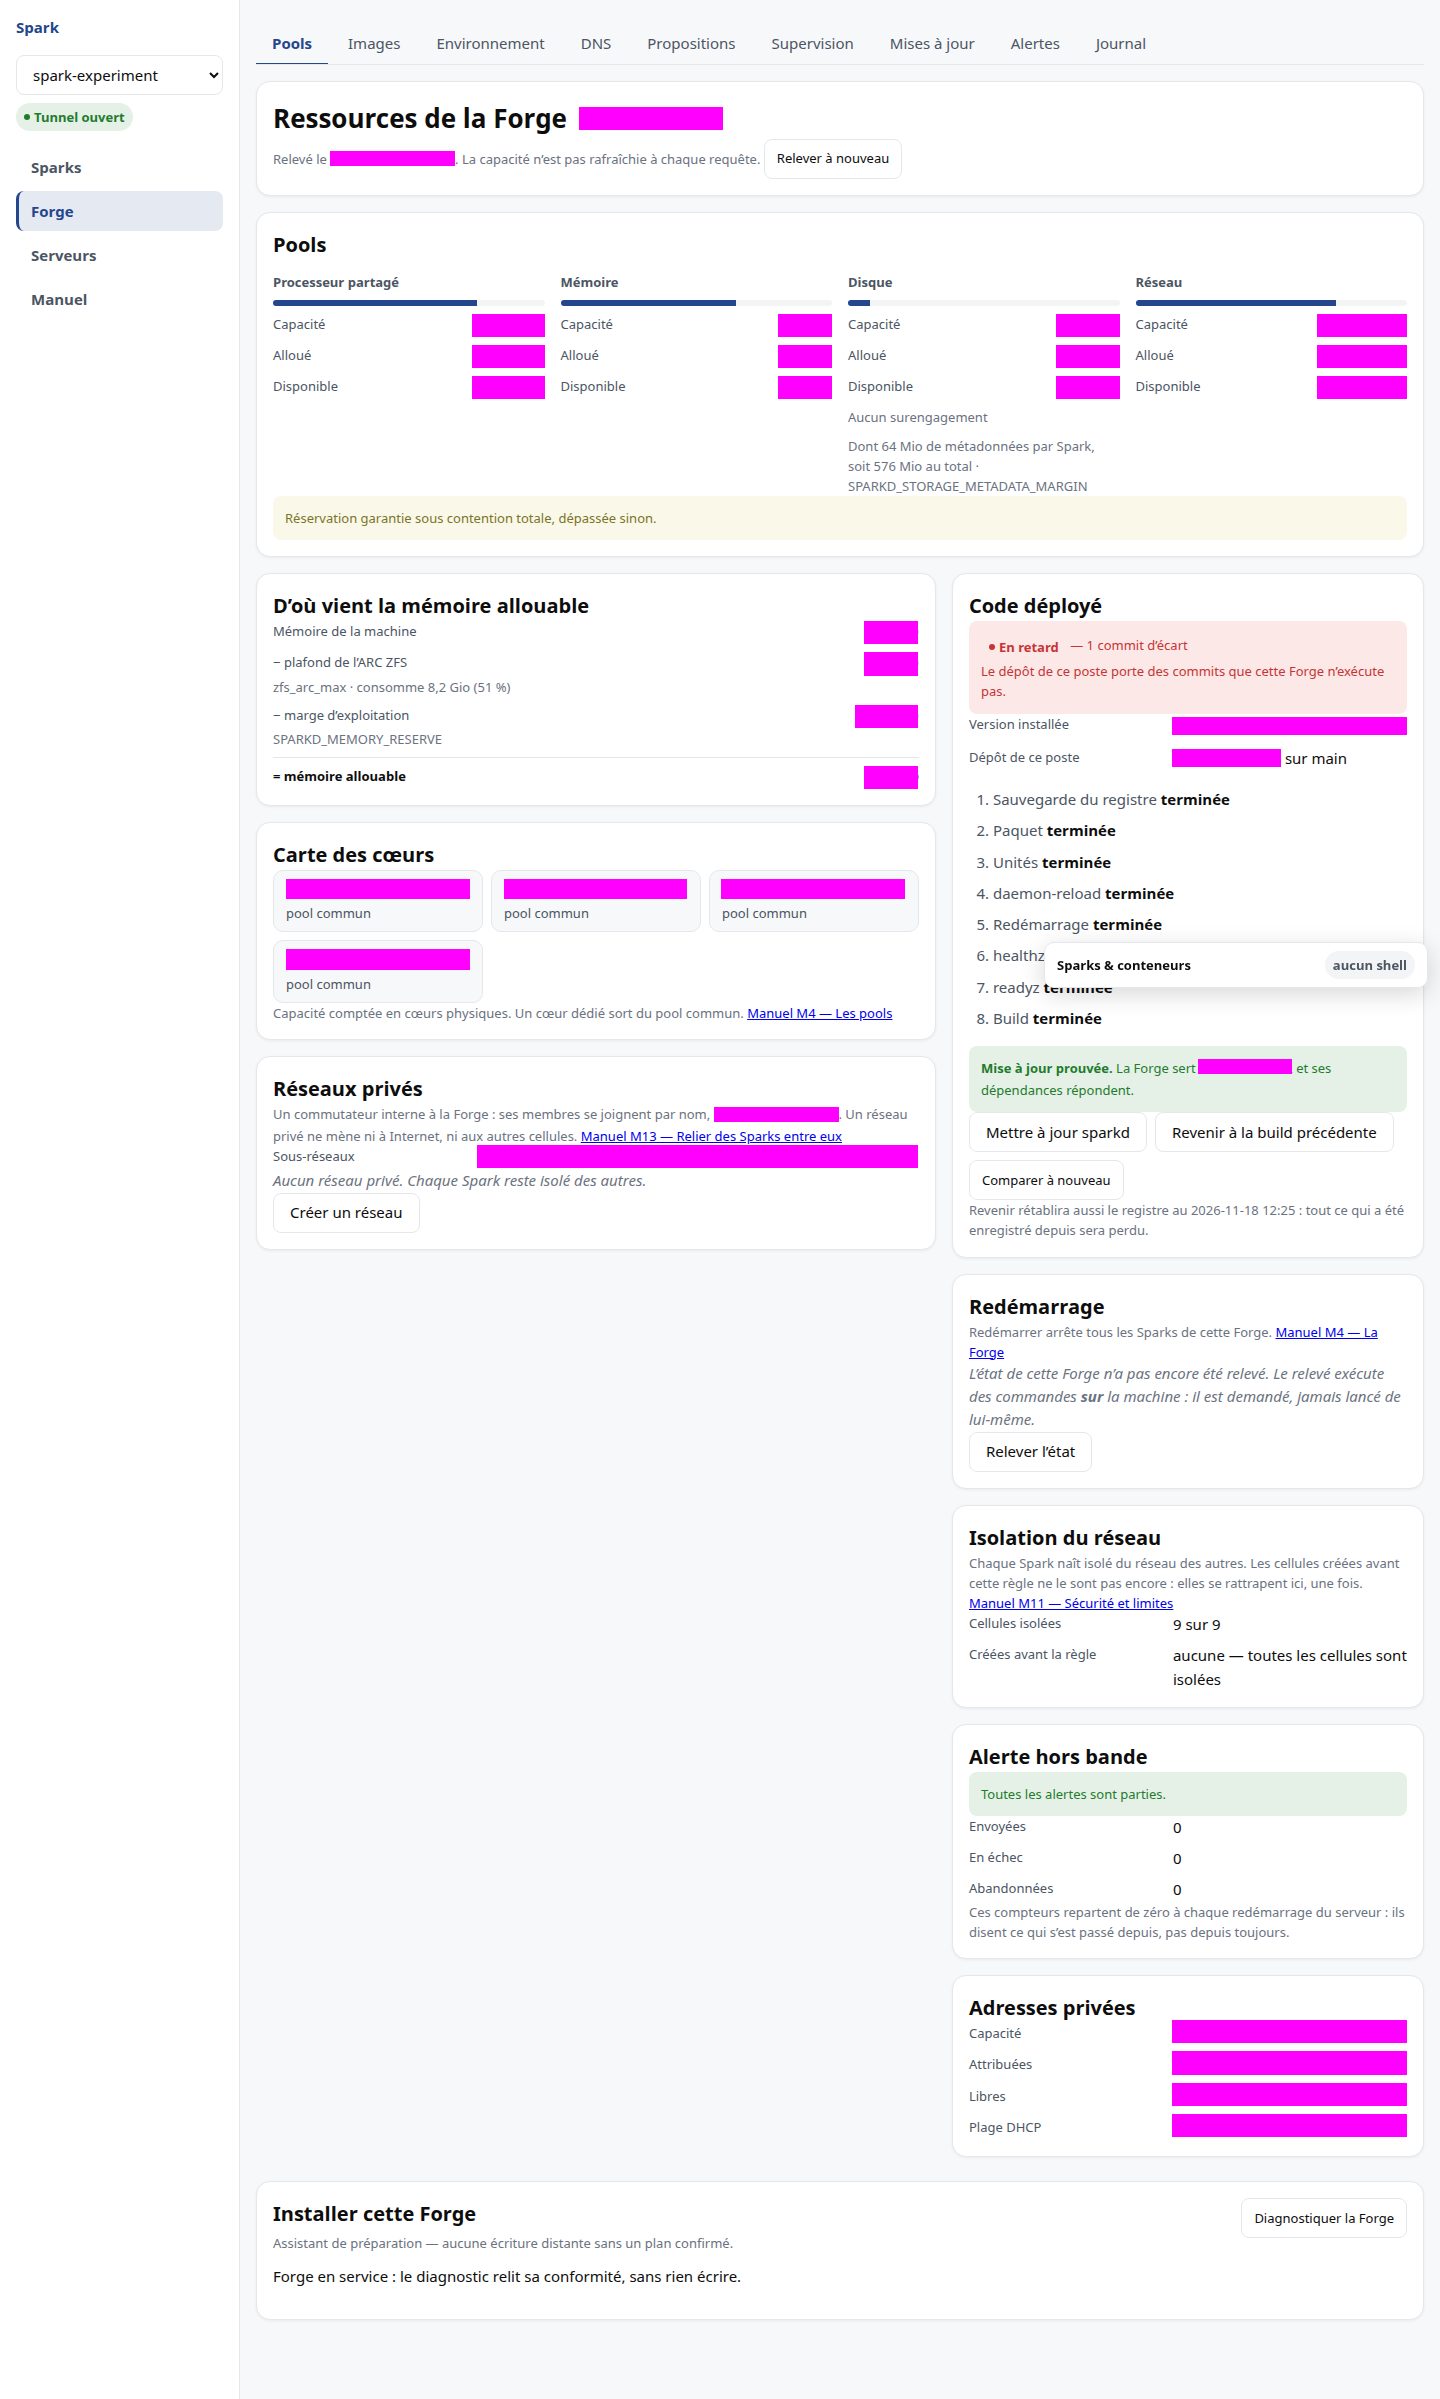 Spark
spark-experiment
Tunnel ouvert
Sparks
Forge
Serveurs
Manuel
Pools Images Environnement DNS Propositions Supervision Mises à jour Alertes Journal
Ressources de la Forge
Relevé le . La capacité n’est pas rafraîchie à chaque requête. Relever à nouveau
Pools
Processeur partagé Mémoire Disque Réseau
Capacité Capacité Capacité Capacité
Alloué Alloué Alloué Alloué
Disponible Disponible Disponible Disponible
Aucun surengagement
Dont 64 Mio de métadonnées par Spark,
soit 576 Mio au total ·
SPARKD_STORAGE_METADATA_MARGIN
Réservation garantie sous contention totale, dépassée sinon.
D’où vient la mémoire allouable
Mémoire de la machine
− plafond de l’ARC ZFS
zfs_arc_max · consomme 8,2 Gio (51 %)
− marge d’exploitation
SPARKD_MEMORY_RESERVE
= mémoire allouable
Carte des cœurs
pool commun pool commun pool commun
pool commun
Capacité comptée en cœurs physiques. Un cœur dédié sort du pool commun. Manuel M4 — Les pools
Réseaux privés
Un commutateur interne à la Forge : ses membres se joignent par nom, . Un réseau
privé ne mène ni à Internet, ni aux autres cellules. Manuel M13 — Relier des Sparks entre eux
Sous-réseaux
Aucun réseau privé. Chaque Spark reste isolé des autres.
Créer un réseau
Code déployé
En retard — 1 commit d’écart
Le dépôt de ce poste porte des commits que cette Forge n’exécute
pas.
Version installée
Dépôt de ce poste sur main
1. Sauvegarde du registre terminée
2. Paquet terminée
3. Unités terminée
4. daemon-reload terminée
5. Redémarrage terminée
6. healthz
Sparks & conteneurs aucun shell
7. readyz terminée
8. Build terminée
Mise à jour prouvée. La Forge sert et ses
dépendances répondent.
Mettre à jour sparkd Revenir à la build précédente
Comparer à nouveau
Revenir rétablira aussi le registre au 2026-11-18 12:25 : tout ce qui a été
enregistré depuis sera perdu.
Redémarrage
Redémarrer arrête tous les Sparks de cette Forge. Manuel M4 — La
Forge
L’état de cette Forge n’a pas encore été relevé. Le relevé exécute
des commandes sur la machine : il est demandé, jamais lancé de
lui-même.
Relever l’état
Isolation du réseau
Chaque Spark naît isolé du réseau des autres. Les cellules créées avant
cette règle ne le sont pas encore : elles se rattrapent ici, une fois.
Manuel M11 — Sécurité et limites
Cellules isolées 9 sur 9
Créées avant la règle aucune — toutes les cellules sont
isolées
Alerte hors bande
Toutes les alertes sont parties.
Envoyées 0
En échec 0
Abandonnées 0
Ces compteurs repartent de zéro à chaque redémarrage du serveur : ils
disent ce qui s’est passé depuis, pas depuis toujours.
Adresses privées
Capacité
Attribuées
Libres
Plage DHCP
Installer cette Forge
Diagnostiquer la Forge
Assistant de préparation — aucune écriture distante sans un plan confirmé.
Forge en service : le diagnostic relit sa conformité, sans rien écrire.